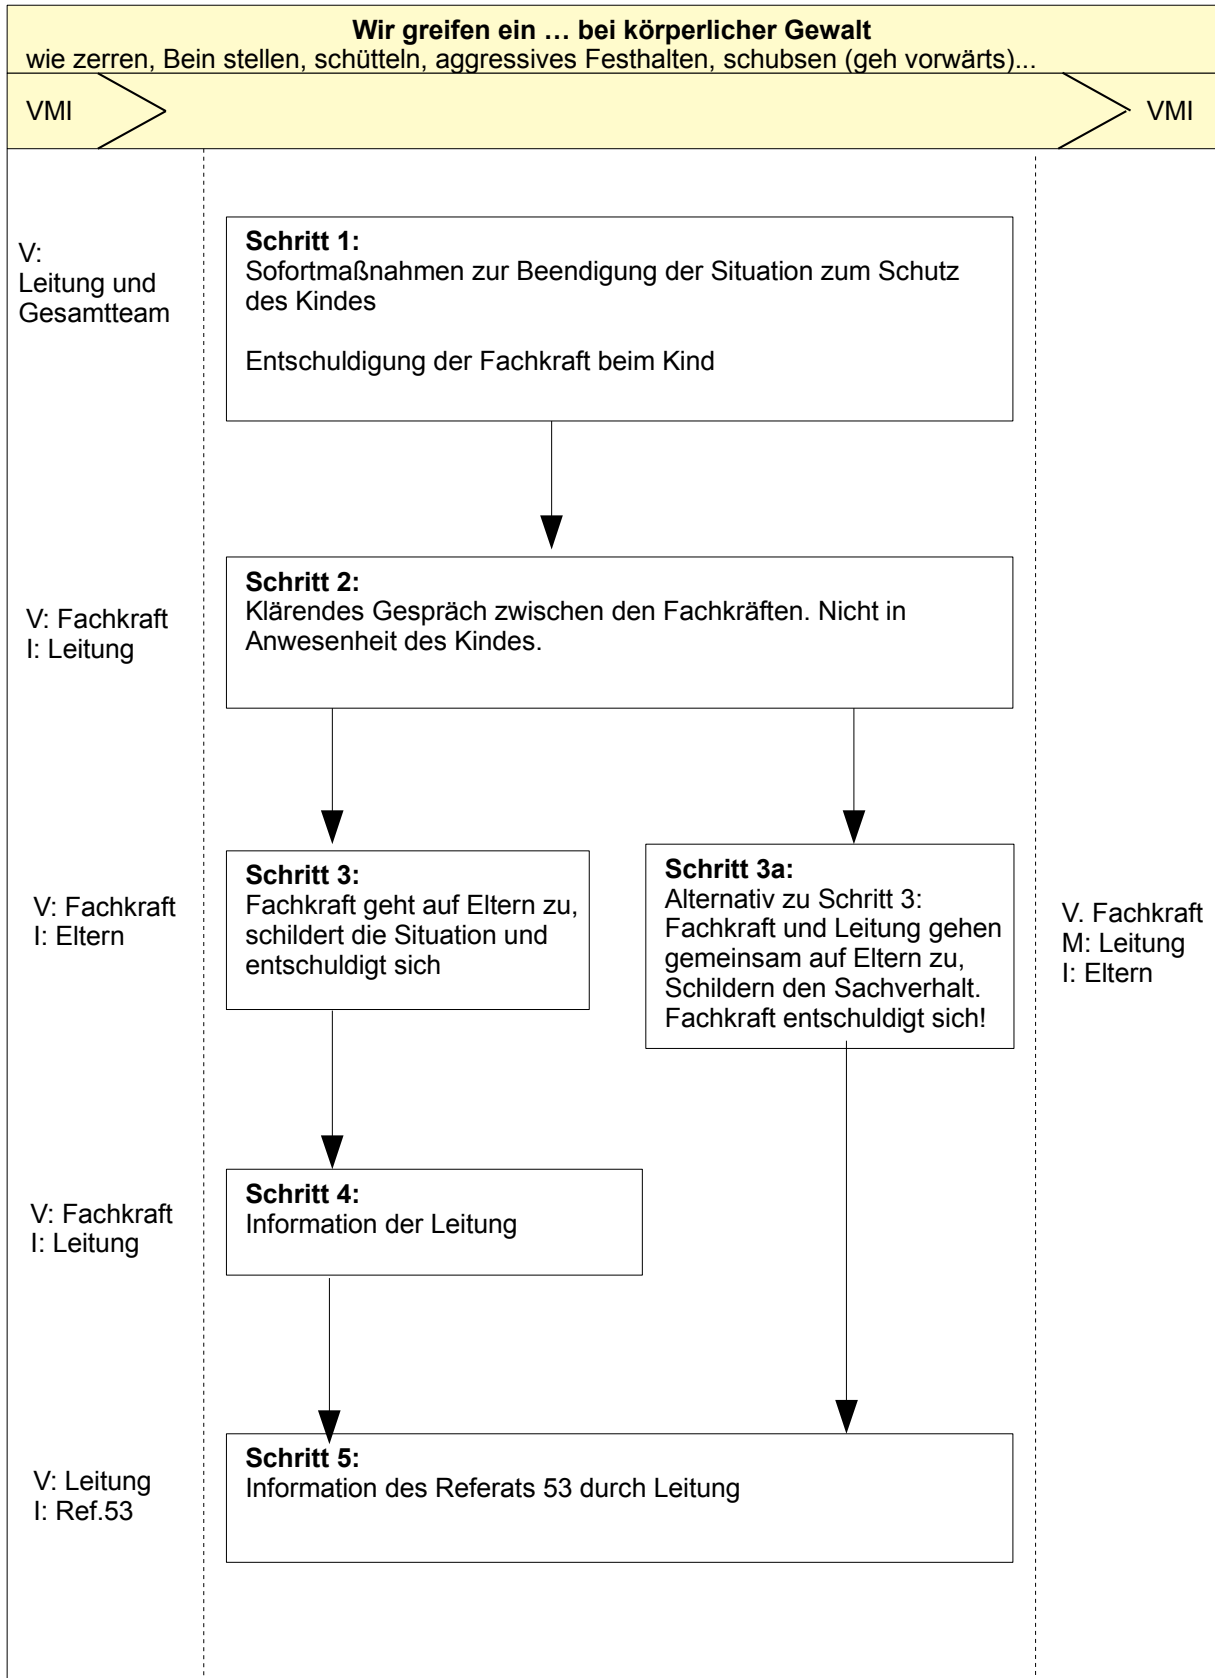 Wir greifen ein … bei körperlicher Gewalt
wie zerren, Bein stellen, schütteln, aggressives Festhalten, schubsen (geh vorwärts)...
VMI
VMI
V:
Leitung und
Gesamtteam
Schritt 1:
Sofortmaßnahmen zur Beendigung der Situation zum Schutz
des Kindes
Entschuldigung der Fachkraft beim Kind
V: Fachkraft
I: Leitung
Schritt 2:
Klärendes Gespräch zwischen den Fachkräften. Nicht in
Anwesenheit des Kindes.
V: Fachkraft
I: Eltern
Schritt 3:
Fachkraft geht auf Eltern zu,
schildert die Situation und
entschuldigt sich
Schritt 3a:
Alternativ zu Schritt 3:
Fachkraft und Leitung gehen
gemeinsam auf Eltern zu,
Schildern den Sachverhalt.
Fachkraft entschuldigt sich!
V. Fachkraft
M: Leitung
I: Eltern
V: Fachkraft
I: Leitung
Schritt 4:
Information der Leitung
V: Leitung
I: Ref.53
Schritt 5:
Information des Referats 53 durch Leitung